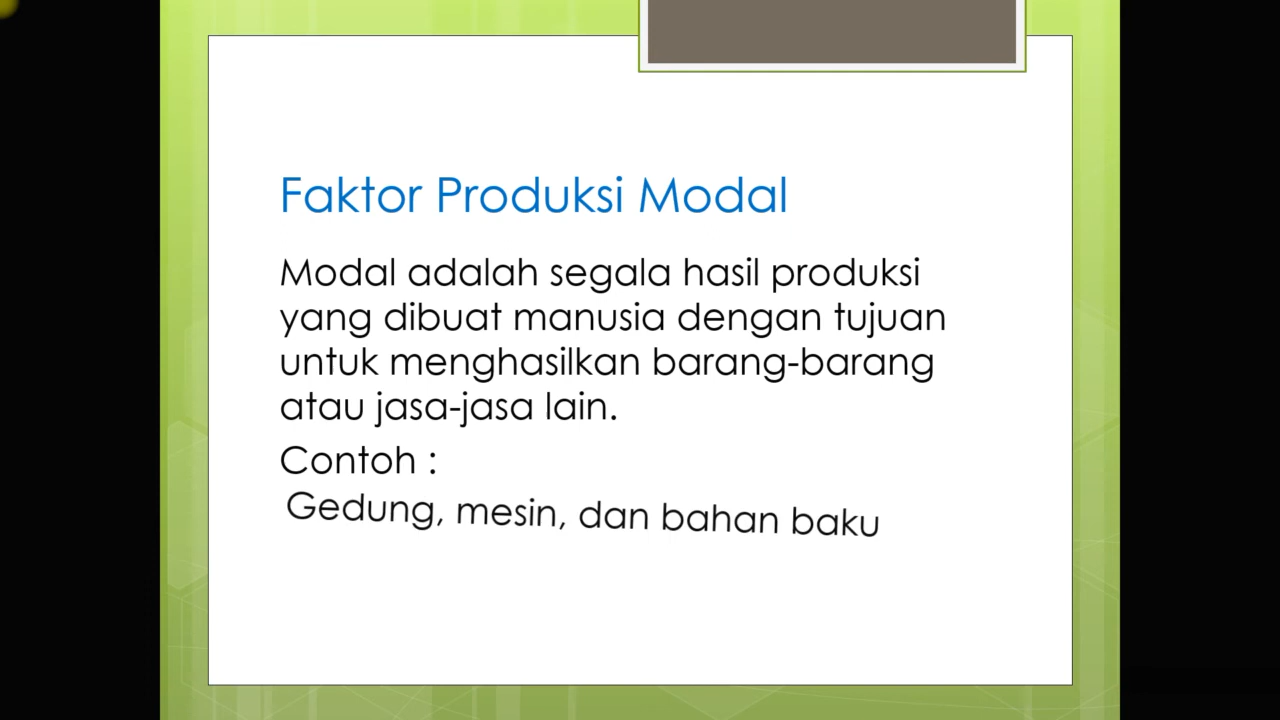 Faktor Produksi Modal
Modal adalah segala hasil produksi
yang dibuat manusia dengan tujuan
untuk menghasilkan barang-barang
atau jasa-jasa lain.
Contoh :
Gedung, mesin, dan bahan baku